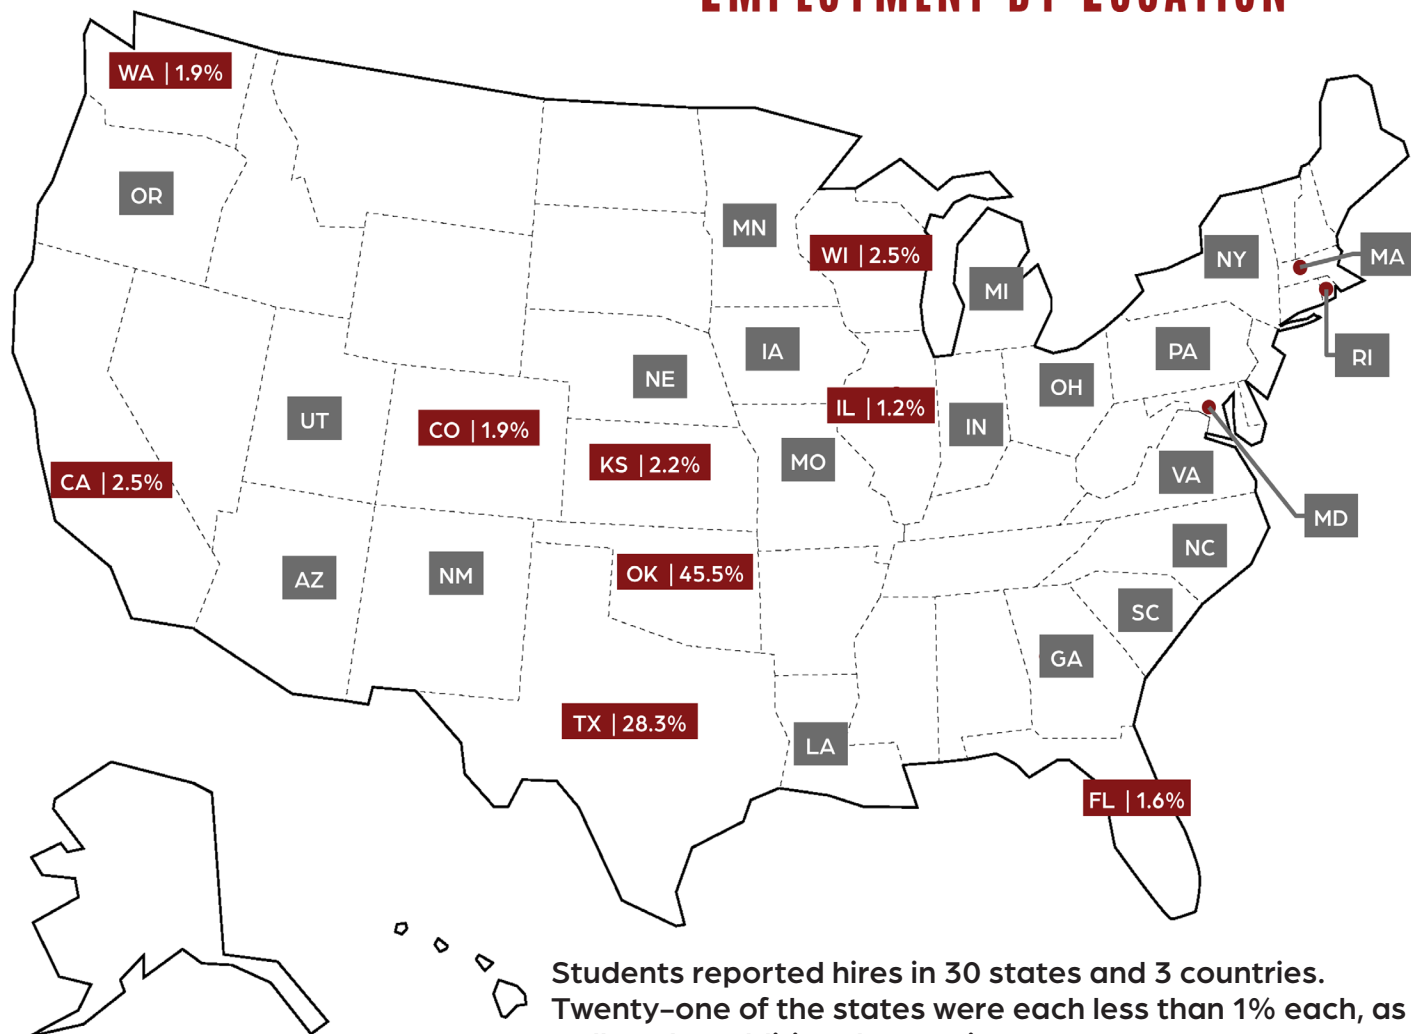 EMPLOYMENT BY LOCATION
WA | 1.9%
OR
MN
WI | 2.5%
MI
NY
MA
IA
NE
PA
RI
OH
UT
CO | 1.9%
IL | 1.2%
IN
KS | 2.2%
MO
CA | 2.5%
VA
MD
NC
AZ
NM
OK | 45.5%
SC
GA
TX | 28.3%
LA
FL | 1.6%
Students reported hires in 30 states and 3 countries.
Twenty-one of the states were each less than 1% each, as